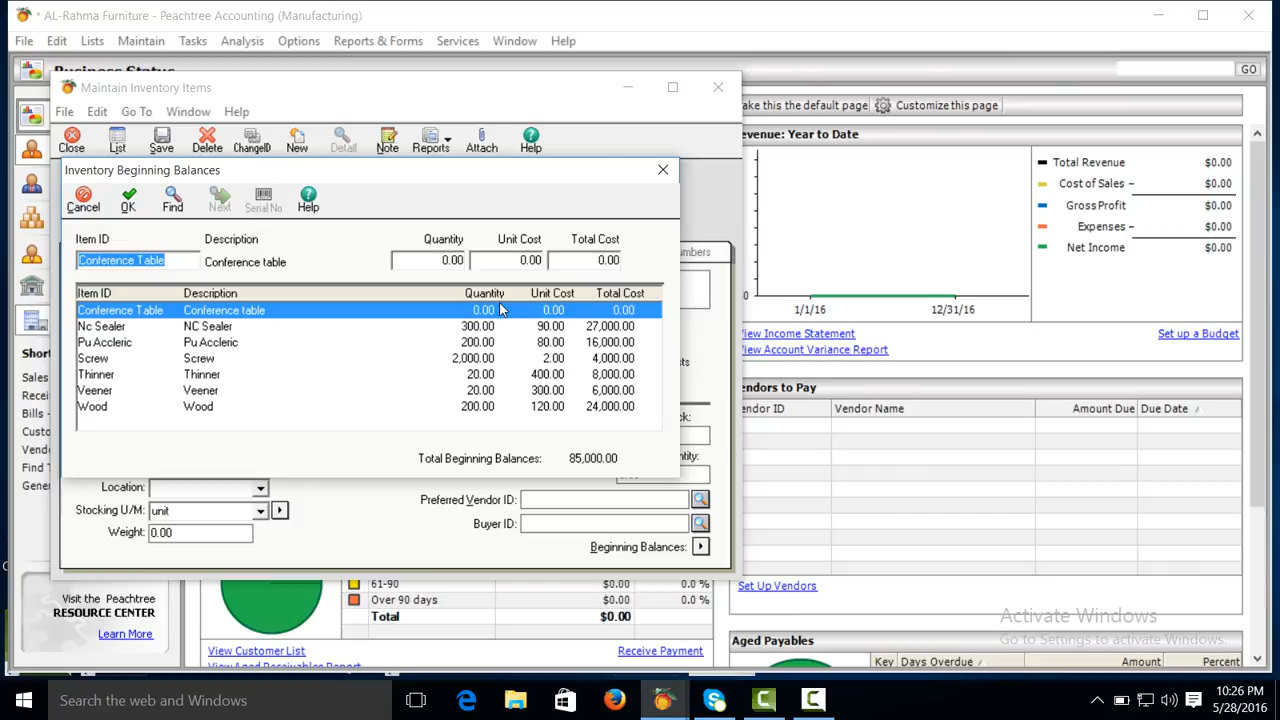 * AL-Rahma Furniture - Peachtree Accounting (Manufacturing)
File Edit Lists Maintain Tasks Analysis Options Reports & Forms Services Window Help
Business Status
GO
Maintain Inventory Items
File Edit Go To Window Help
Close List Save Delete ChangeID New Detail Note Reports Attach Help
ake this the default page Customize this page
Inventory Beginning Balances
Cancel OK Find Next Serial No Help
Item ID Description Quantity Unit Cost Total Cost
Conference Table Conference table 0.00 0.00 0.00
Item ID Description Quantity Unit Cost Total Cost
Conference Table Conference table 0.00 0.00 0.00
Nc Sealer NC Sealer 300.00 90.00 27,000.00
Pu Accleric Pu Accleric 200.00 80.00 16,000.00
Screw Screw 2,000.00 2.00 4,000.00
Thinner Thinner 20.00 400.00 8,000.00
Veener Veener 20.00 300.00 6,000.00
Wood Wood 200.00 120.00 24,000.00
Total Beginning Balances: 85,000.00
umbers
sts
ck:
ntity:
Location:
Stocking U/M: unit
Weight: 0.00
Preferred Vendor ID:
Buyer ID:
Beginning Balances:
Short
Sales
Recei
Bills -
Custo
Vend
Find T
Gener
Visit the Peachtree
RESOURCE CENTER
Learn More
61-90 $0.00 0.0 %
Over 90 days $0.00 0.0 %
Total $0.00
View Customer List Receive Payment
View Aged Receivables Report
evenue: Year to Date
0
1/1/16 12/31/16
Total Revenue $0.00
Cost of Sales – $0.00
Gross Profit $0.00
Expenses – $0.00
Net Income $0.00
View Income Statement Set up a Budget
View Account Variance Report
endors to Pay
endor ID Vendor Name Amount Due Due Date
Set Up Vendors
Aged Payables
Key Days Overdue Amount Percent
Activate Windows
Go to Settings to activate Windows.
Search the web and Windows
10:26 PM
5/28/2016